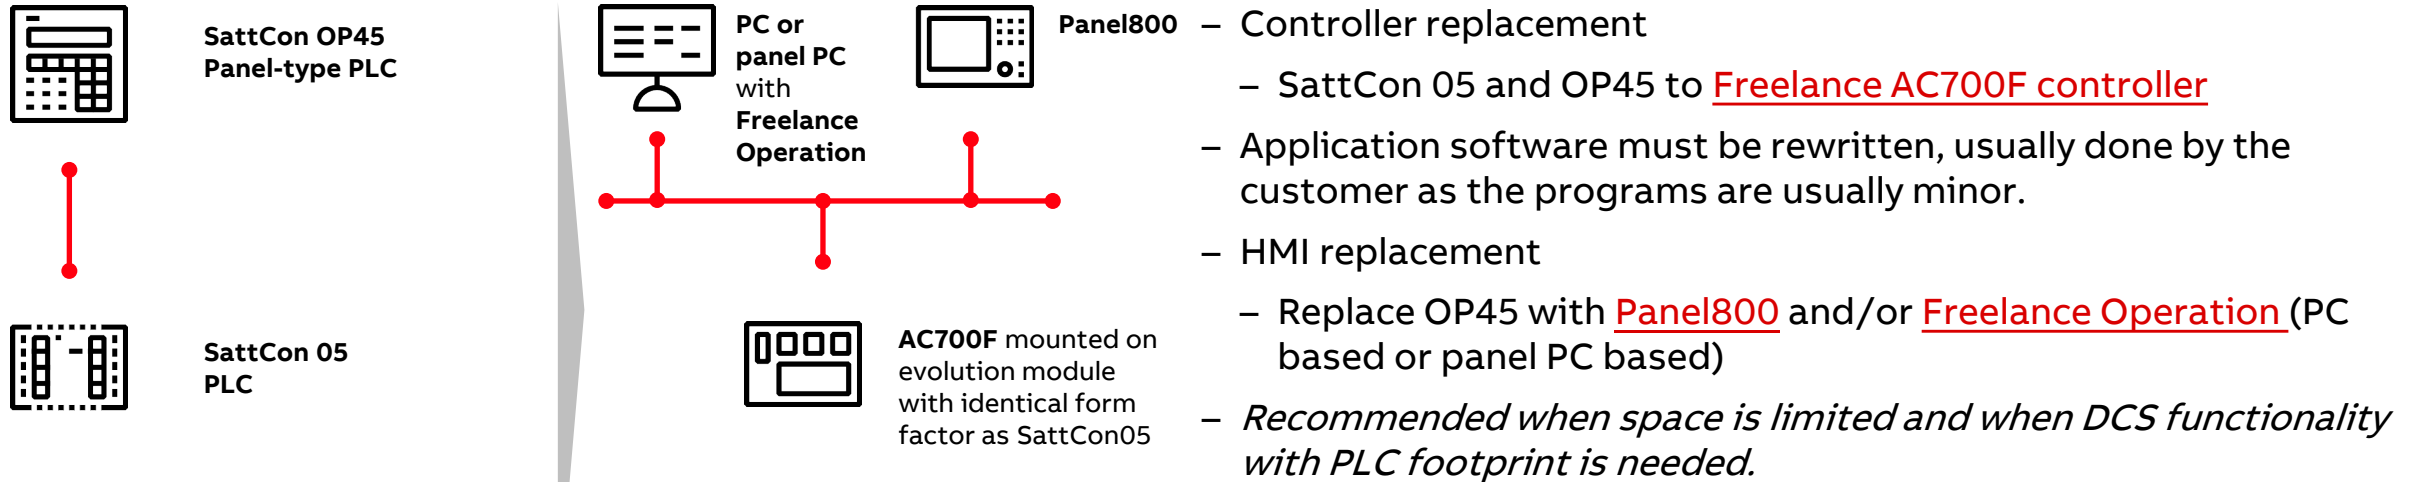 SattCon OP45
Panel-type PLC
SattCon 05
PLC
PC or
panel PC
with
Freelance
Operation
Panel800
AC700F mounted on
evolution module
with identical form
factor as SattCon05
– Controller replacement
– SattCon 05 and OP45 to Freelance AC700F controller
– Application software must be rewritten, usually done by the
customer as the programs are usually minor.
– HMI replacement
– Replace OP45 with Panel800 and/or Freelance Operation (PC
based or panel PC based)
– Recommended when space is limited and when DCS functionality
with PLC footprint is needed.